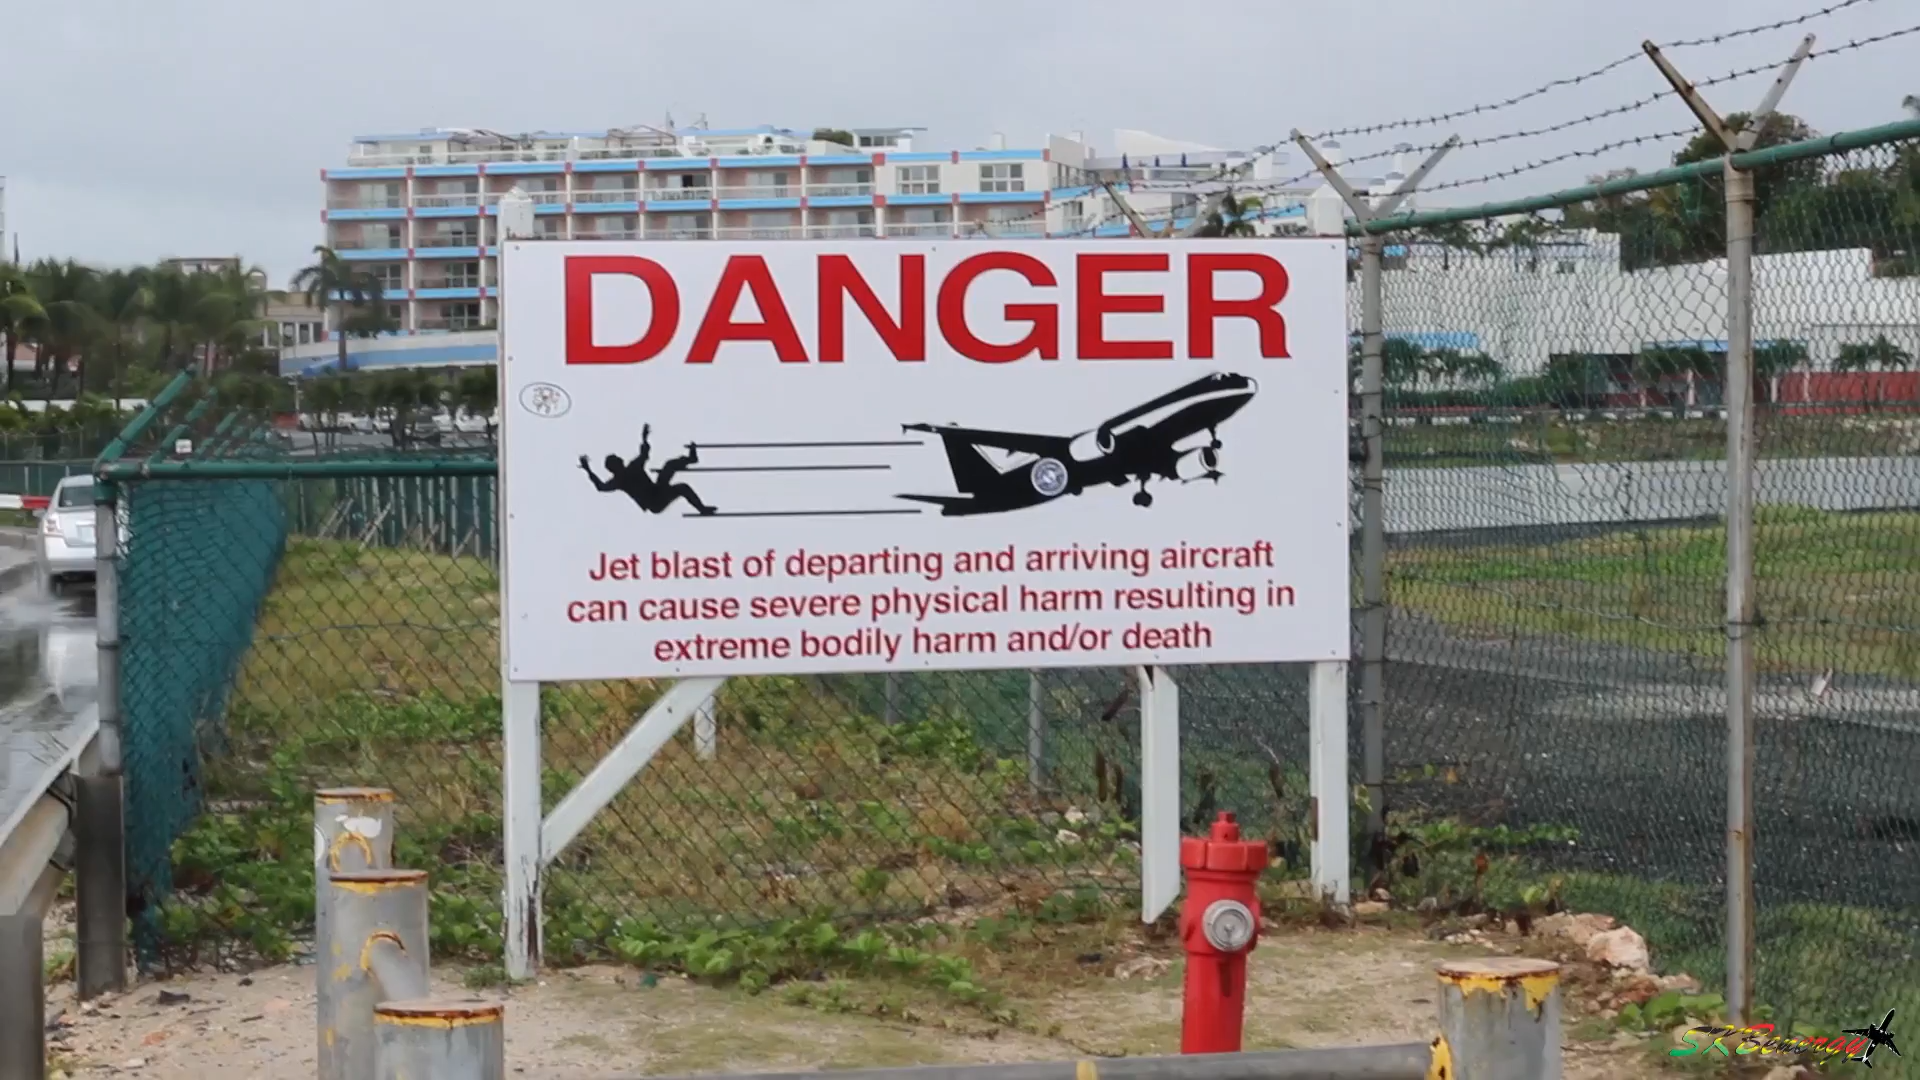 DANGER
Jet blast of departing and arriving aircraft
can cause severe physical harm resulting in
extreme bodily harm and/or death
SKBenergy